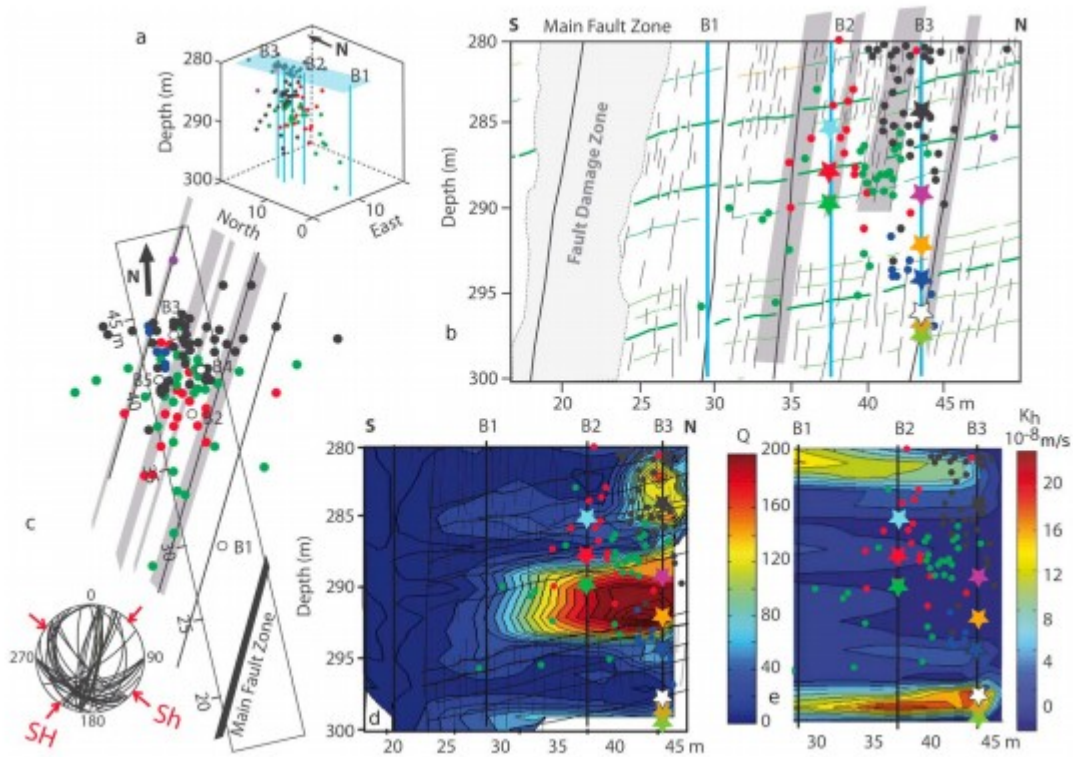 a
N
B3
B2
B1
280
290
300
Depth (m)
10
0
10
North
East
S
Main Fault Zone
B1
B2
B3
N
280
285
290
295
300
Depth (m)
Fault Damage Zone
b
20
25
30
35
40
45 m
N
B3
45 m
B4
B5
40
B2
30
B1
25
20
Main Fault Zone
c
0
270
90
180
SH
Sh
S
B1
B2
B3
N
280
285
290
295
300
Depth (m)
d
20
25
30
35
40
45 m
Q
200
160
120
80
40
0
B1
B2
B3
e
30
35
40
45 m
Kh
10-8 m/s
20
16
12
8
4
0